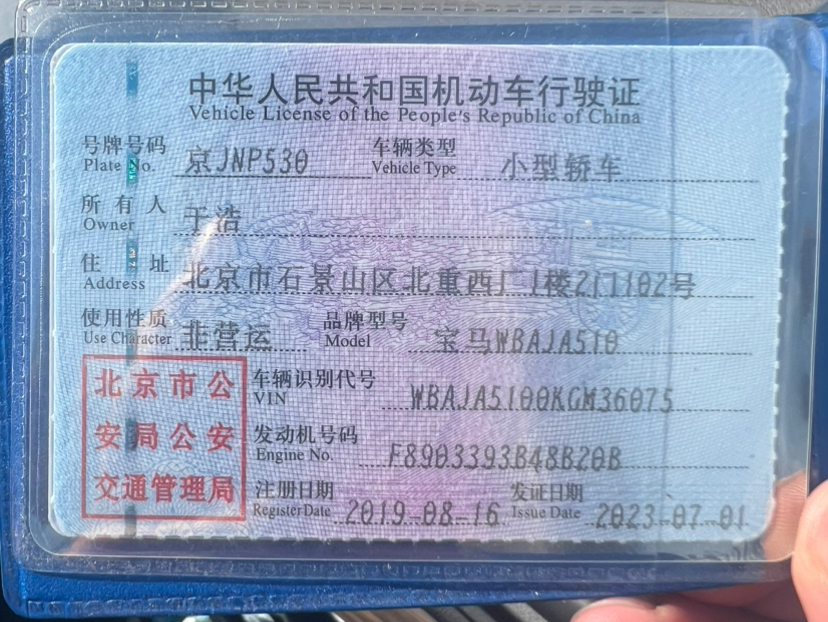 中华人民共和国机动车行驶证
Vehicle License of the People's Republic of China
号牌号码 京JNP530 车辆类型 小型轿车
Plate No. Vehicle Type
所有人 于浩
Owner
住址 北京市石景山区北重西厂1楼2门102号
Address
使用性质 非营运 品牌型号 宝马WBAJA510
Use Character Model
北京市公
安局公安
交通管理局
车辆识别代号 WBAJA5100KGM36075
VIN
发动机号码 F8903393B48B20B
Engine No.
注册日期 2019-08-16 发证日期 2023-07-01
Register Date Issue Date